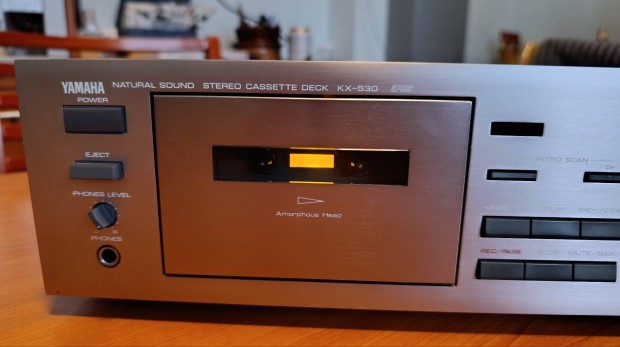 YAMAHA NATURAL SOUND STEREO CASSETTE DECK KX-530
POWER
EJECT
INTRO SCAN
PHONES LEVEL
Amorphous Head
PHONES
REC/PAUSE